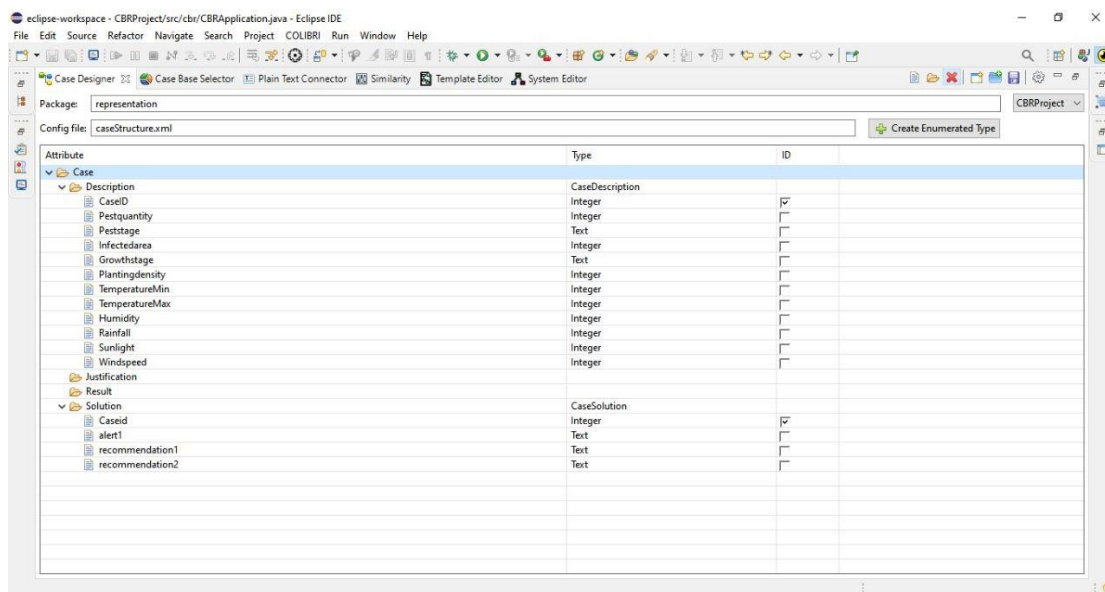 eclipse-workspace - CBRProject/src/cbr/CBRApplication.java - Eclipse IDE
File Edit Source Refactor Navigate Search Project COLIBRI Run Window Help
Case Designer Case Base Selector Plain Text Connector Similarity Template Editor System Editor
Package: representation CBRProject
Config file: caseStructure.xml Create Enumerated Type
Attribute Type ID
Case
Description CaseDescription
CaseID Integer
Pestquantity Integer
Peststage Text
Infectedarea Integer
Growthstage Text
Plantingdensity Integer
TemperatureMin Integer
TemperatureMax Integer
Humidity Integer
Rainfall Integer
Sunlight Integer
Windspeed Integer
Justification
Result
Solution CaseSolution
Caseid Integer
alert1 Text
recommendation1 Text
recommendation2 Text